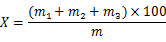 X = (m₁ + m₂ + m₃) × 100 / m